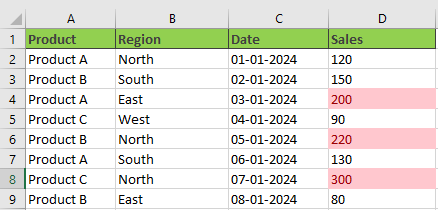 A B C D
1 Product Region Date Sales
2 Product A North 01-01-2024 120
3 Product B South 02-01-2024 150
4 Product A East 03-01-2024 200
5 Product C West 04-01-2024 90
6 Product B North 05-01-2024 220
7 Product A South 06-01-2024 130
8 Product C North 07-01-2024 300
9 Product B East 08-01-2024 80